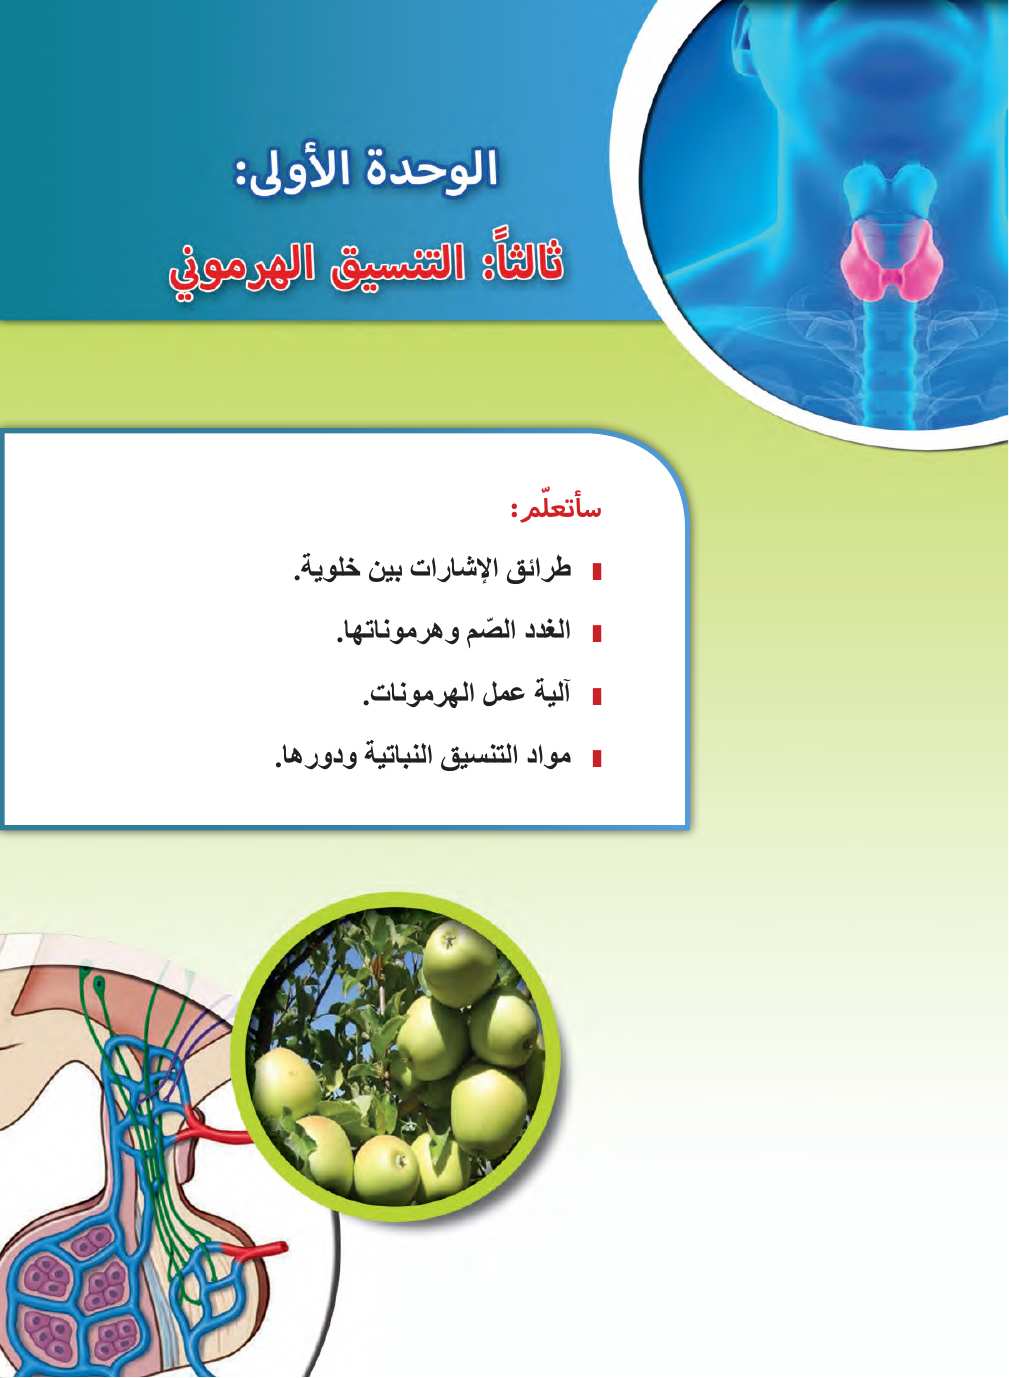 الوحدة الأولى:
ثالثاً: التنسيق الهرموني
سأتعلّم:
طرائق الإشارات بين خلوية.
الغدد الصّم وهرموناتها.
آلية عمل الهرمونات.
مواد التنسيق النباتية ودورها.